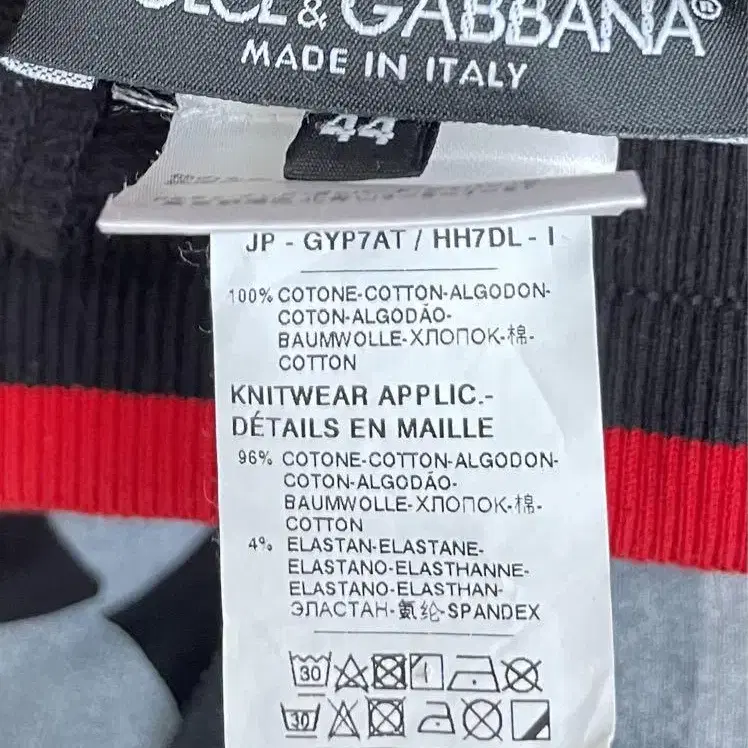 DOLCE & GABBANA®
MADE IN ITALY
44
JP - GYP7AT / HH7DL - I
100% COTONE-COTTON-ALGODON-
COTON-ALGODÃO-
BAUMWOLLE-ХЛОПОК-棉-
COTTON
KNITWEAR APPLIC.-
DÉTAILS EN MAILLE
96% COTONE-COTTON-ALGODON-
COTON-ALGODÃO-
BAUMWOLLE-ХЛОПОК-棉-
COTTON
4% ELASTAN-ELASTANE-
ELASTANO-ELASTHANNE-
ELASTANO-ELASTHAN-
ЭЛАСТАН-氨纶-SPANDEX
30
30